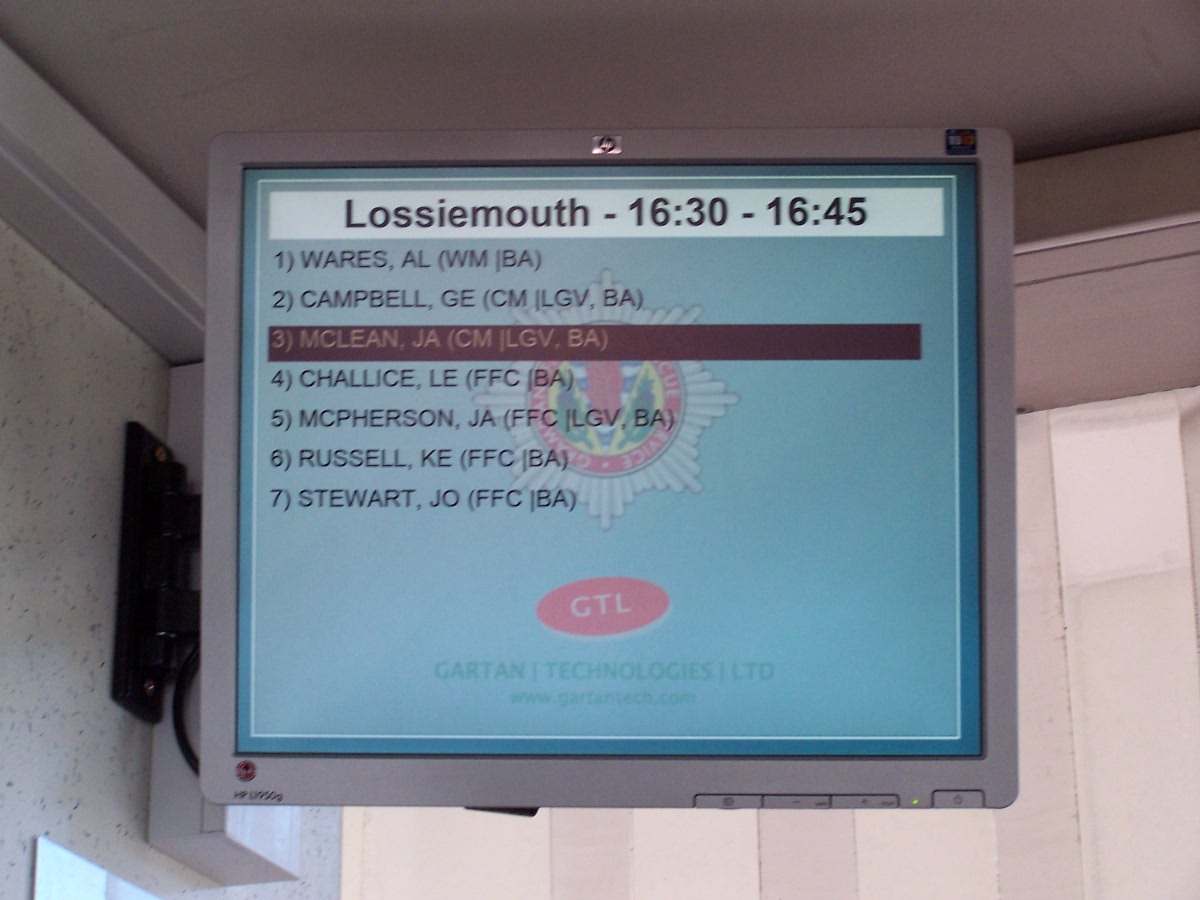 hp
Lossiemouth - 16:30 - 16:45
1) WARES, AL (WM |BA)
2) CAMPBELL, GE (CM |LGV, BA)
3) MCLEAN, JA (CM |LGV, BA)
4) CHALLICE, LE (FFC |BA)
5) MCPHERSON, JA (FFC |LGV, BA)
6) RUSSELL, KE (FFC |BA)
7) STEWART, JO (FFC |BA)
GTL
GARTAN | TECHNOLOGIES | LTD
www.gartantech.com
HP L1950g